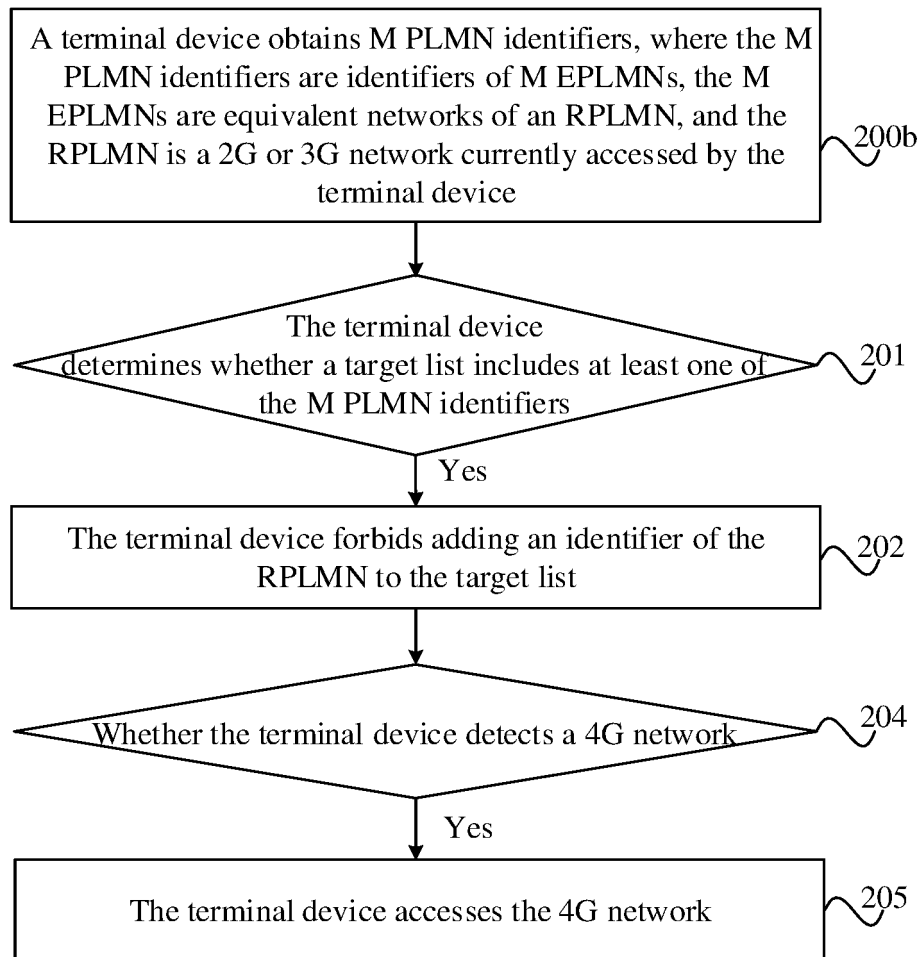 A terminal device obtains M PLMN identifiers, where the M
PLMN identifiers are identifiers of M EPLMNs, the M
EPLMNs are equivalent networks of an RPLMN, and the
RPLMN is a 2G or 3G network currently accessed by the
terminal device
200b
The terminal device
determines whether a target list includes at least one of
the M PLMN identifiers
201
Yes
The terminal device forbids adding an identifier of the
RPLMN to the target list
202
Whether the terminal device detects a 4G network
204
Yes
The terminal device accesses the 4G network
205